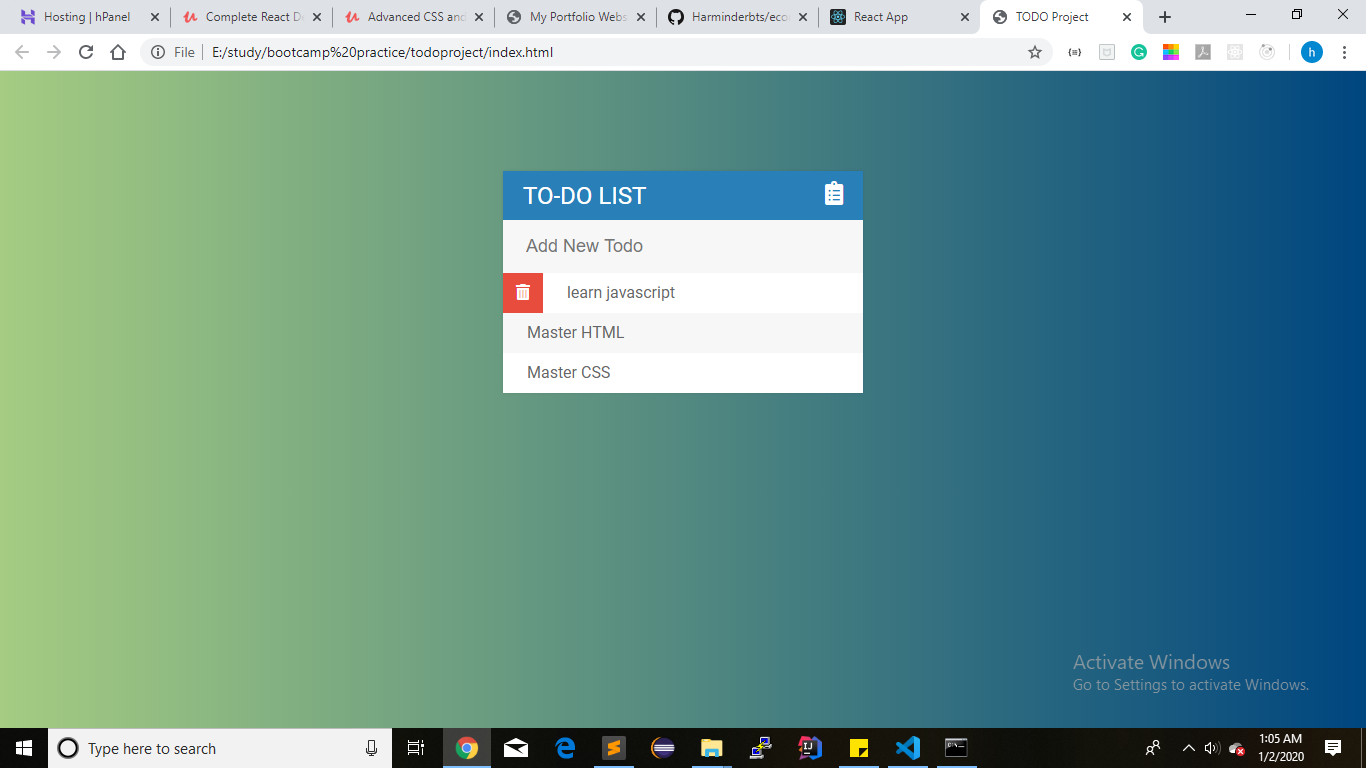 Hosting | hPanel
Complete React D
Advanced CSS and
My Portfolio Webs
Harminderbts/eco
React App
TODO Project
File
E:/study/bootcamp%20practice/todoproject/index.html
h
TO-DO LIST
Add New Todo
learn javascript
Master HTML
Master CSS
Activate Windows
Go to Settings to activate Windows.
Type here to search
1:05 AM
1/2/2020